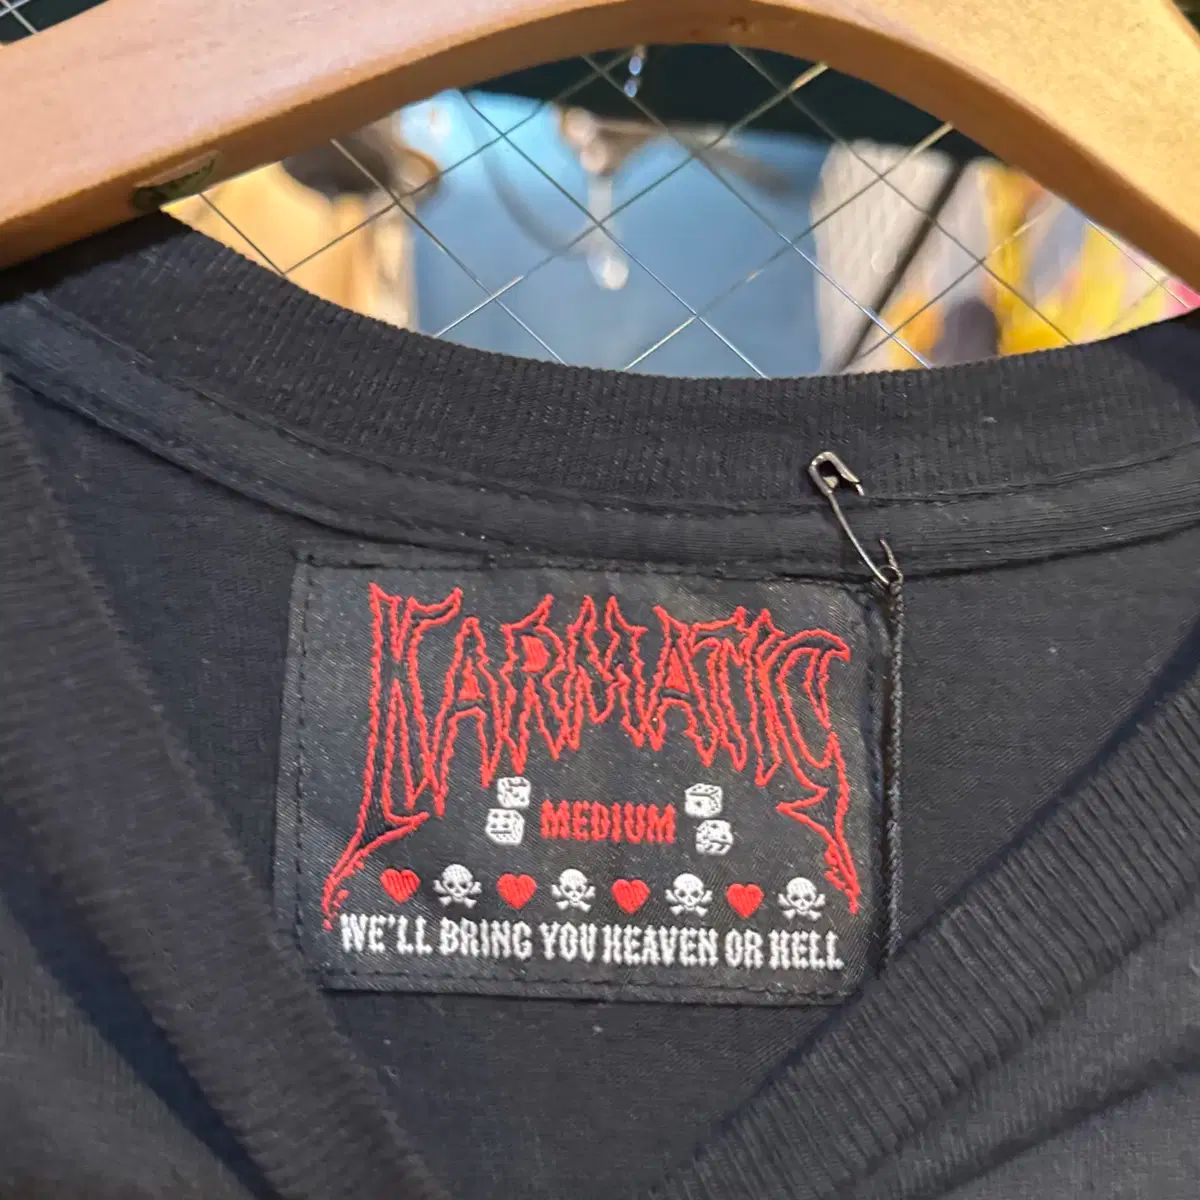 KARMATIC
MEDIUM
WE'LL BRING YOU HEAVEN OR HELL